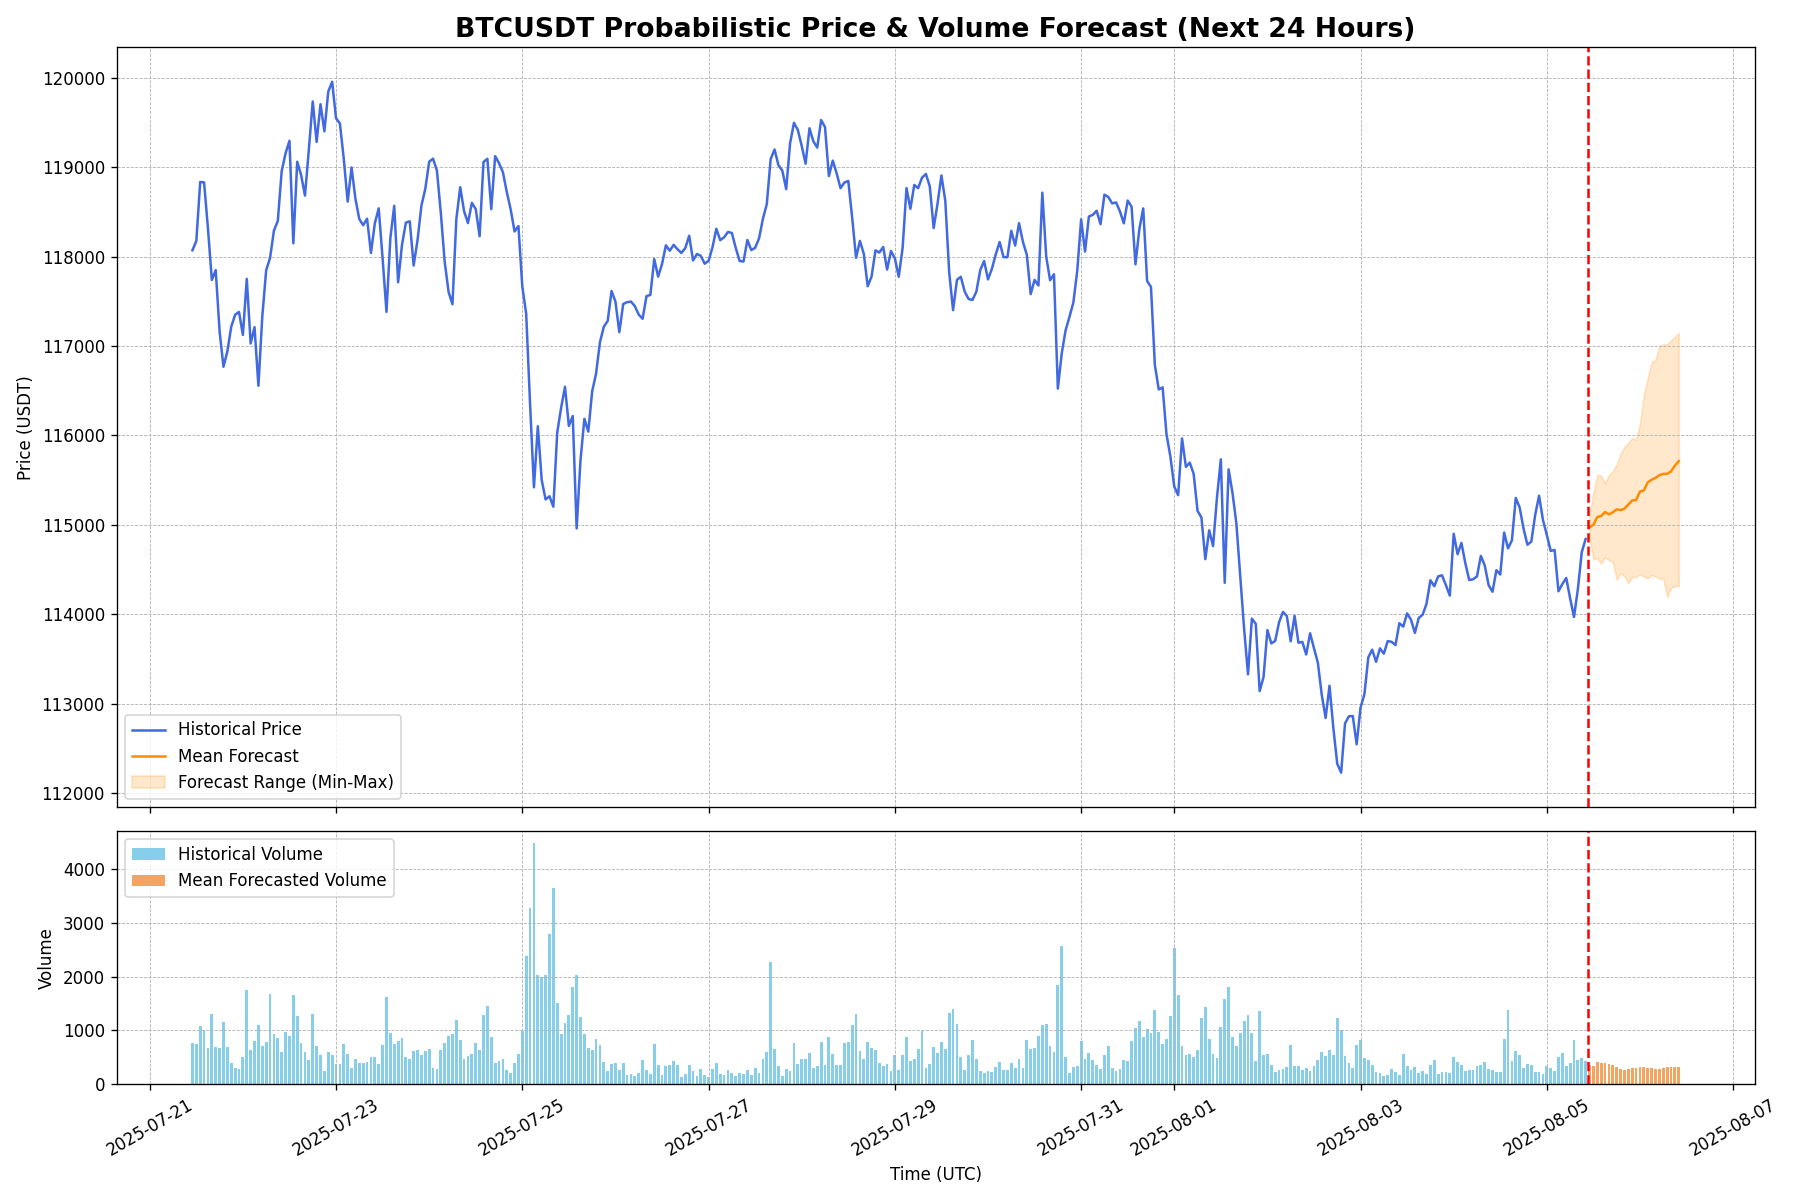 BTCUSDT Probabilistic Price & Volume Forecast (Next 24 Hours)
Price (USDT)
120000
119000
118000
117000
116000
115000
114000
113000
112000
Historical Price
Mean Forecast
Forecast Range (Min-Max)
Volume
4000
3000
2000
1000
0
Historical Volume
Mean Forecasted Volume
2025-07-21
2025-07-23
2025-07-25
2025-07-27
2025-07-29
2025-07-31
2025-08-01
2025-08-03
2025-08-05
2025-08-07
Time (UTC)